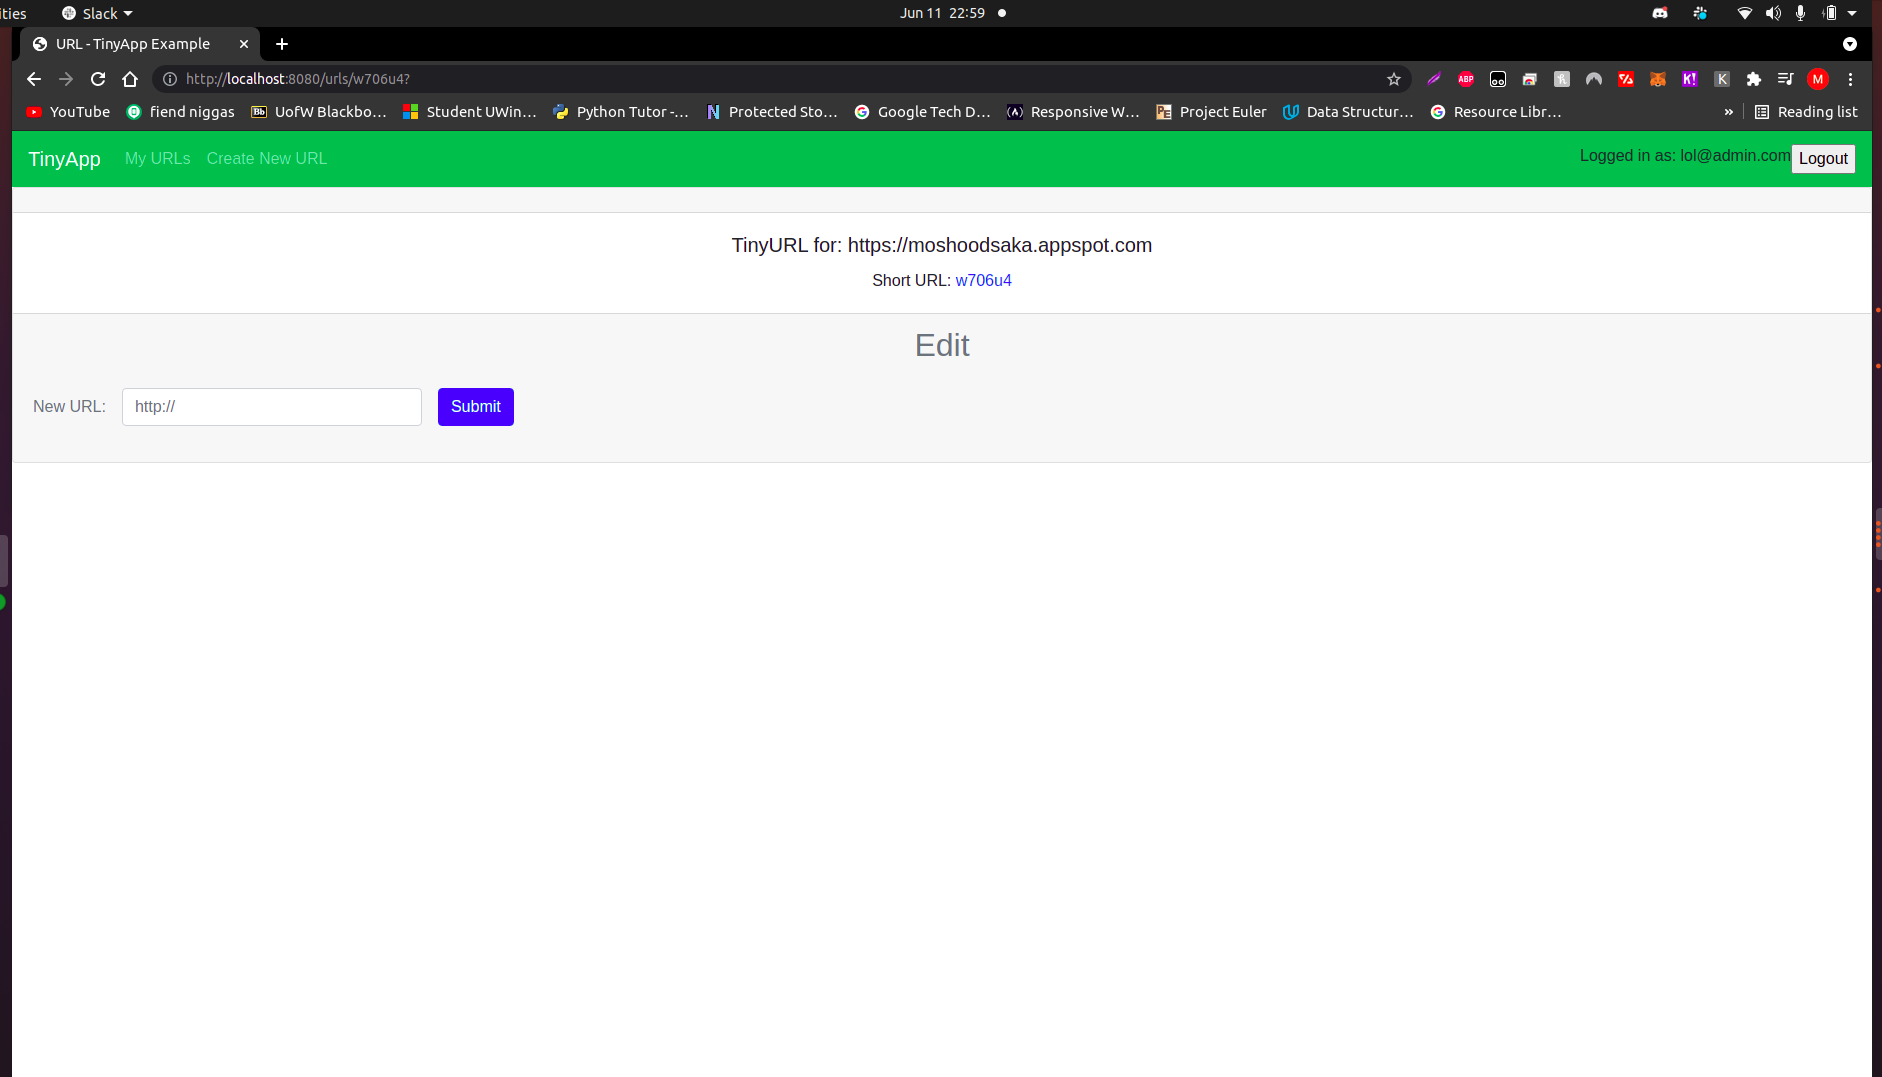 ities Slack Jun 11 22:59
URL - TinyApp Example
http://localhost:8080/urls/w706u4? ABP K! K M
YouTube fiend niggas Bb UofW Blackbo... Student UWin... Python Tutor -... Protected Sto... Google Tech D... Responsive W... PE Project Euler Data Structur... Resource Libr... » Reading list
TinyApp My URLs Create New URL Logged in as: lol@admin.com Logout
TinyURL for: https://moshoodsaka.appspot.com
Short URL: w706u4
Edit
New URL: http:// Submit